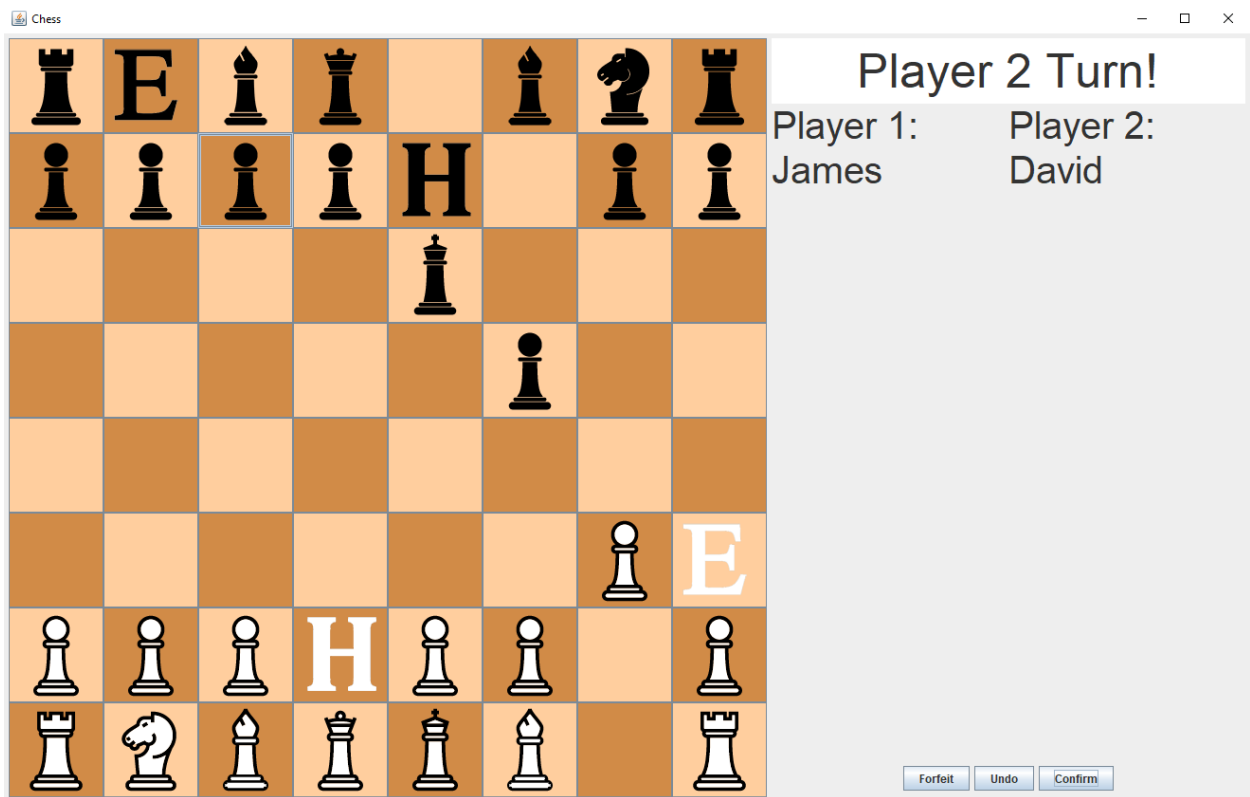 Chess
E
Player 2 Turn!
Player 1: Player 2:
James David
H
E
H
Forfeit Undo Confirm